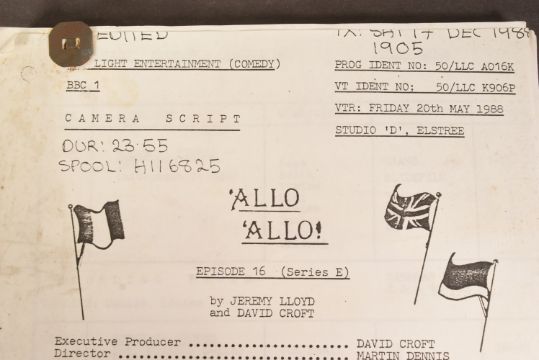 EDITED
TX: SAT 17 DEC 1988
1905
LIGHT ENTERTAINMENT (COMEDY)
PROG IDENT NO: 50/LLC A016K
BBC 1
VT IDENT NO: 50/LLC K906P
VTR: FRIDAY 20th MAY 1988
CAMERA SCRIPT
STUDIO 'D', ELSTREE
DUR: 23·55
SPOOL: H116825
'ALLO
'ALLO!
EPISODE 16 (Series E)
by JEREMY LLOYD
and DAVID CROFT
Executive Producer ............................ DAVID CROFT
Director ...................................... MARTIN DENNIS